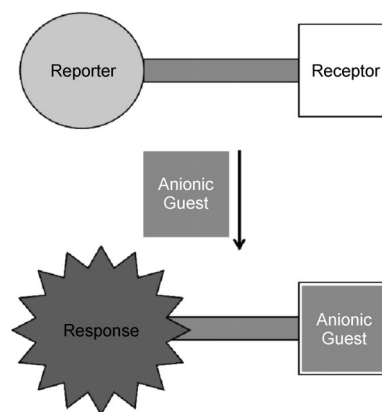 Reporter
Receptor
Anionic
Guest
Response
Anionic
Guest